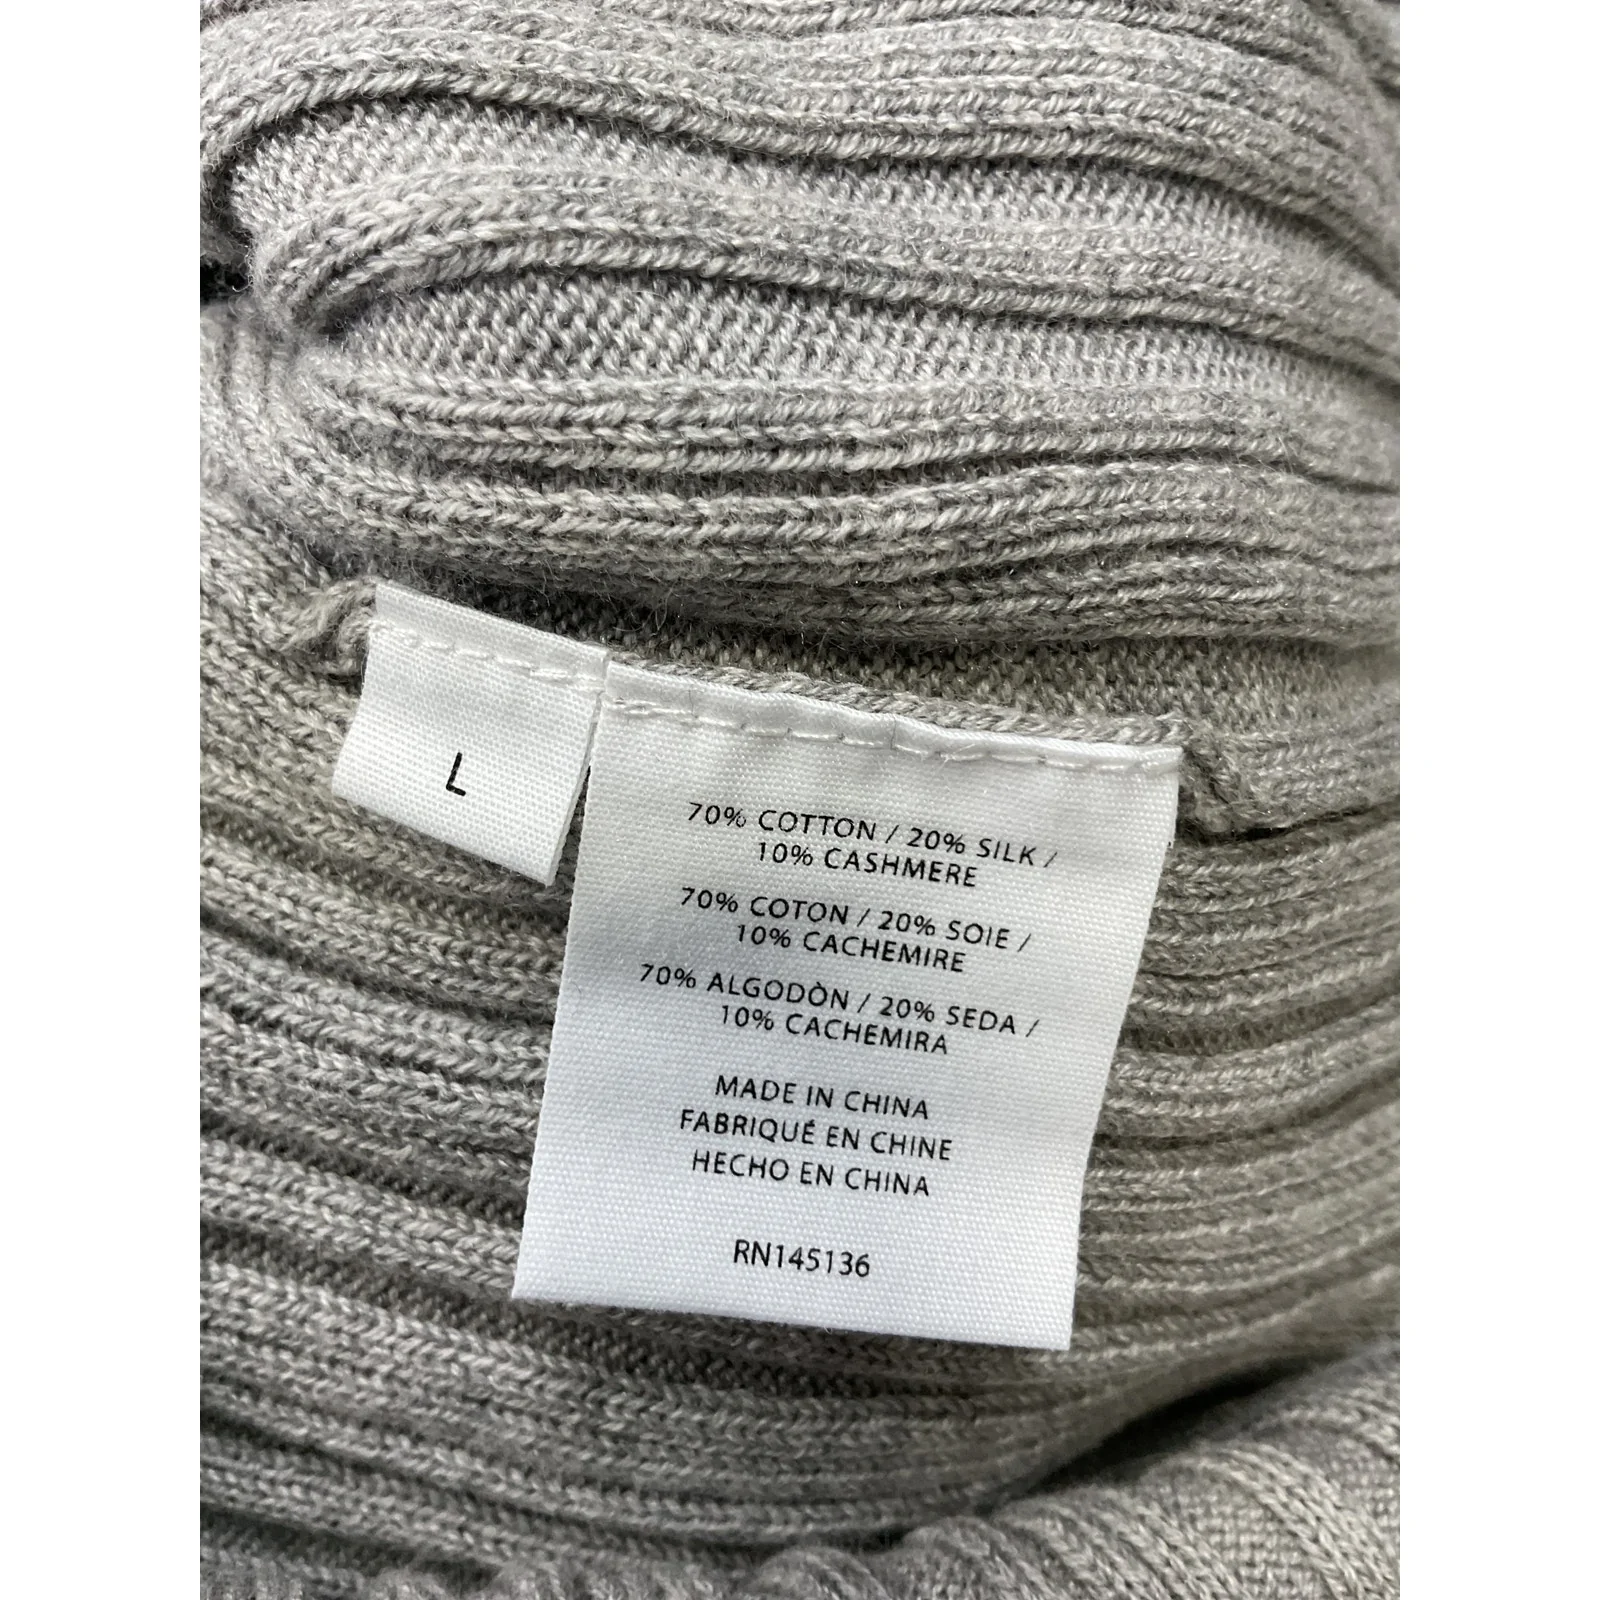 L
70% COTTON / 20% SILK /
10% CASHMERE
70% COTON / 20% SOIE /
10% CACHEMIRE
70% ALGODÒN / 20% SEDA /
10% CACHEMIRA
MADE IN CHINA
FABRIQUÉ EN CHINE
HECHO EN CHINA
RN145136